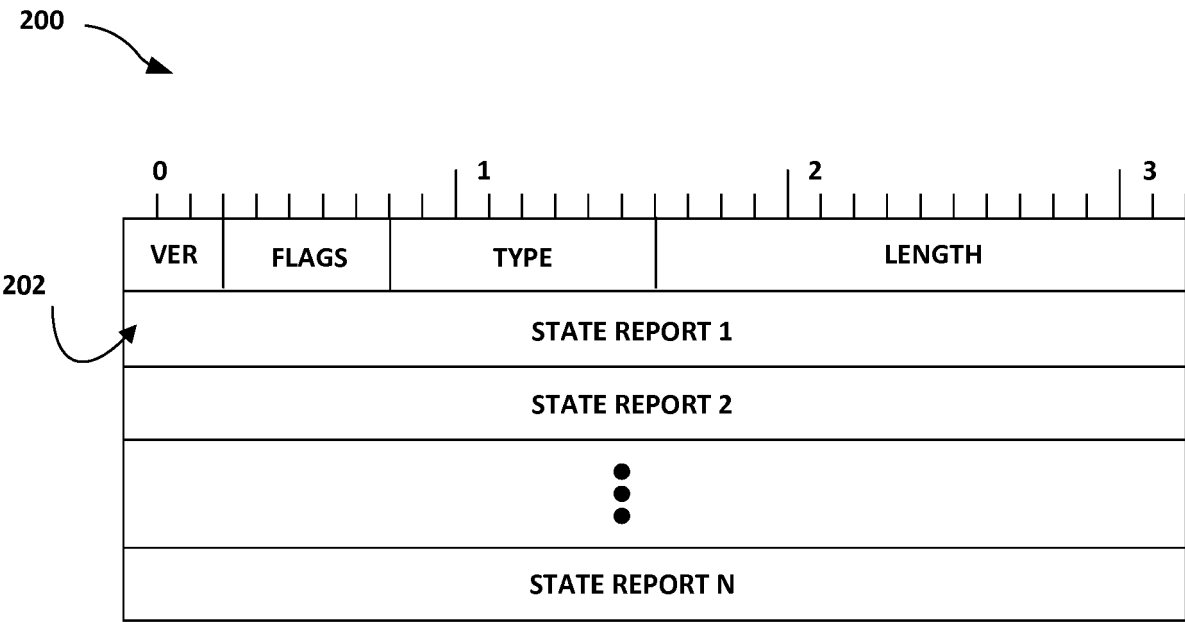 200
0 1 2 3
VER FLAGS TYPE LENGTH
202
STATE REPORT 1
STATE REPORT 2
STATE REPORT N